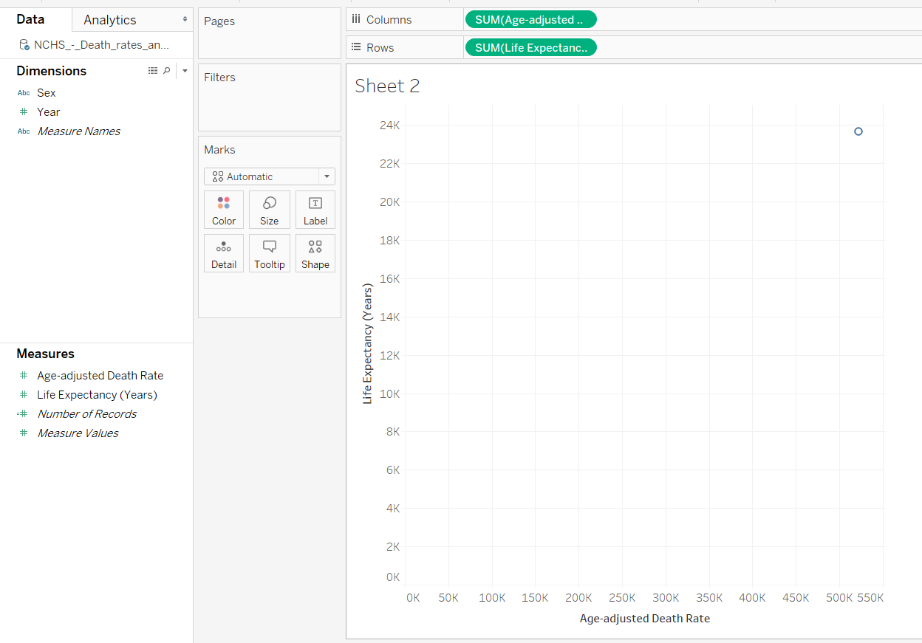 Data
Analytics
NCHS_-_Death_rates_an...
Dimensions
Abc Sex
# Year
Abc Measure Names
Measures
# Age-adjusted Death Rate
# Life Expectancy (Years)
# Number of Records
# Measure Values
Pages
Filters
Marks
Automatic
Color Size T Label
Detail Tooltip Shape
Columns SUM(Age-adjusted ..
Rows SUM(Life Expectanc..
Sheet 2
24K
22K
20K
18K
16K
14K
12K
10K
8K
6K
4K
2K
0K
Life Expectancy (Years)
0K 50K 100K 150K 200K 250K 300K 350K 400K 450K 500K 550K
Age-adjusted Death Rate